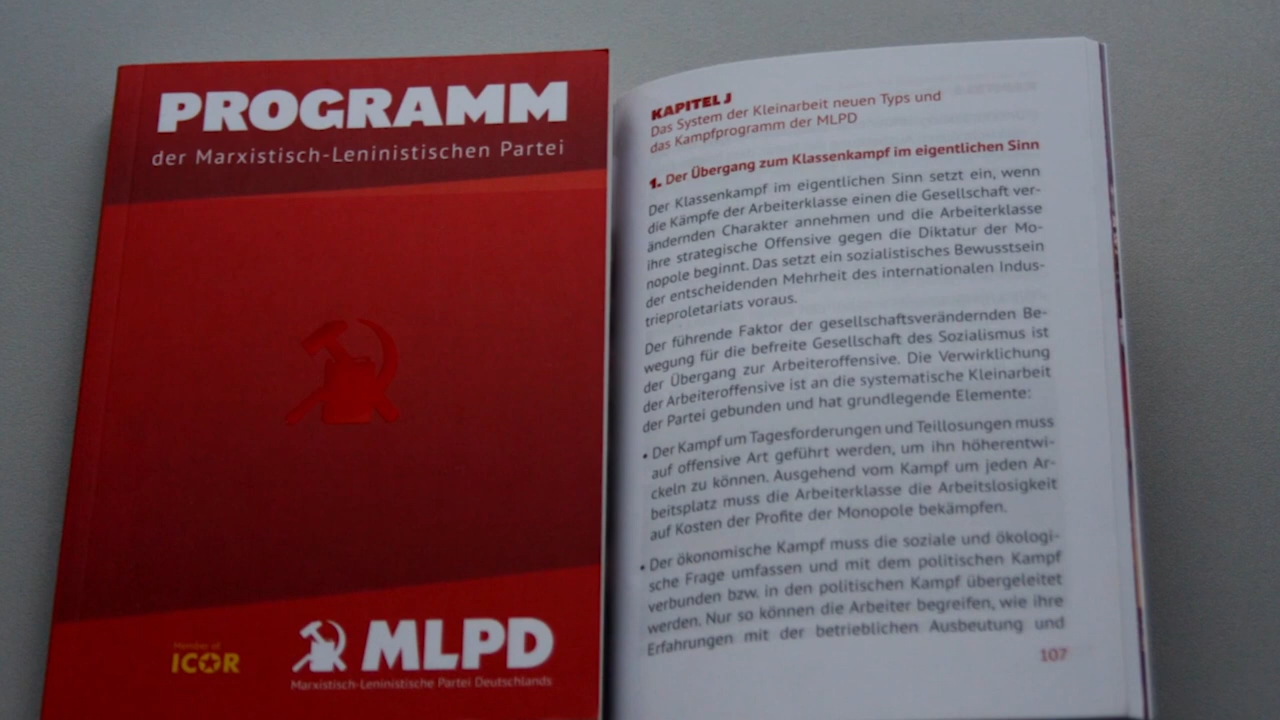 PROGRAMM
der Marxistisch-Leninistischen Partei
Member of
ICOR
MLPD
Marxistisch-Leninistische Partei Deutschlands
KAPITEL J
Das System der Kleinarbeit neuen Typs und
das Kampfprogramm der MLPD
1. Der Übergang zum Klassenkampf im eigentlichen Sinn
Der Klassenkampf im eigentlichen Sinn setzt ein, wenn
die Kämpfe der Arbeiterklasse einen die Gesellschaft ver-
ändernden Charakter annehmen und die Arbeiterklasse
ihre strategische Offensive gegen die Diktatur der Mo-
nopole beginnt. Das setzt ein sozialistisches Bewusstsein
der entscheidenden Mehrheit des internationalen Indus-
trieproletariats voraus.
Der führende Faktor der gesellschaftsverändernden Be-
wegung für die befreite Gesellschaft des Sozialismus ist
der Übergang zur Arbeiteroffensive. Die Verwirklichung
der Arbeiteroffensive ist an die systematische Kleinarbeit
der Partei gebunden und hat grundlegende Elemente:
• Der Kampf um Tagesforderungen und Teillosungen muss
auf offensive Art geführt werden, um ihn höherentwi-
ckeln zu können. Ausgehend vom Kampf um jeden Ar-
beitsplatz muss die Arbeiterklasse die Arbeitslosigkeit
auf Kosten der Profite der Monopole bekämpfen.
• Der ökonomische Kampf muss die soziale und ökologi-
sche Frage umfassen und mit dem politischen Kampf
verbunden bzw. in den politischen Kampf übergeleitet
werden. Nur so können die Arbeiter begreifen, wie ihre
Erfahrungen mit der betrieblichen Ausbeutung und
107